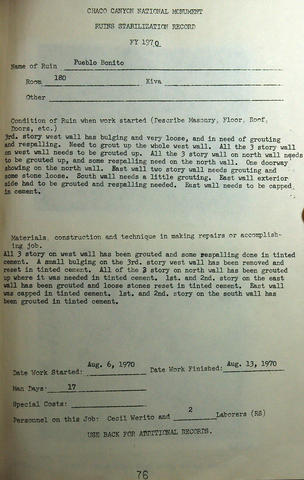 CHACO CANYON NATIONAL MONUMENT
RUINS STABILIZATION RECORD
FY 1970
Name of Ruin Pueblo Bonito
Room 180 Kiva
Other
Condition of Ruin when work started (Describe Masonry, Floor, Roof,
Doors, etc.)
3rd. story west wall has bulging and very loose, and in need of grouting
and respalling. Need to grout up the whole west wall. All the 3 story wall
on west wall needs to be grouted up. All the 3 story wall on north wall needs
to be grouted up, and some respalling need on the north wall. One doorway
showing on the north wall. East wall two story wall needs grouting and
some stone loose. South wall needs a little grouting. East wall exterior
side had to be grouted and respalling needed. East wall needs to be capped
in cement.
Materials, construction and technique in making repairs or accomplish-
ing job.
All 3 story on west wall has been grouted and some respalling done in tinted
cement. A small bulging on the 3rd. story west wall has been removed and
reset in tinted cement. All of the 3 story on north wall has been grouted
up where it was needed in tinted cement. 1st. and 2nd. story on the east
wall has been grouted and loose stones reset in tinted cement. East wall
was capped in tinted cement. 1st. and 2nd. story on the south wall has
been grouted in tinted cement.
Date Work Started: Aug. 6, 1970 Date Work Finished: Aug. 13, 1970
Man Days: 17
Special Costs:
Personnel on this Job: Cecil Werito and 2 Laborers (RS)
USE BACK FOR ADDITIONAL RECORDS.
76